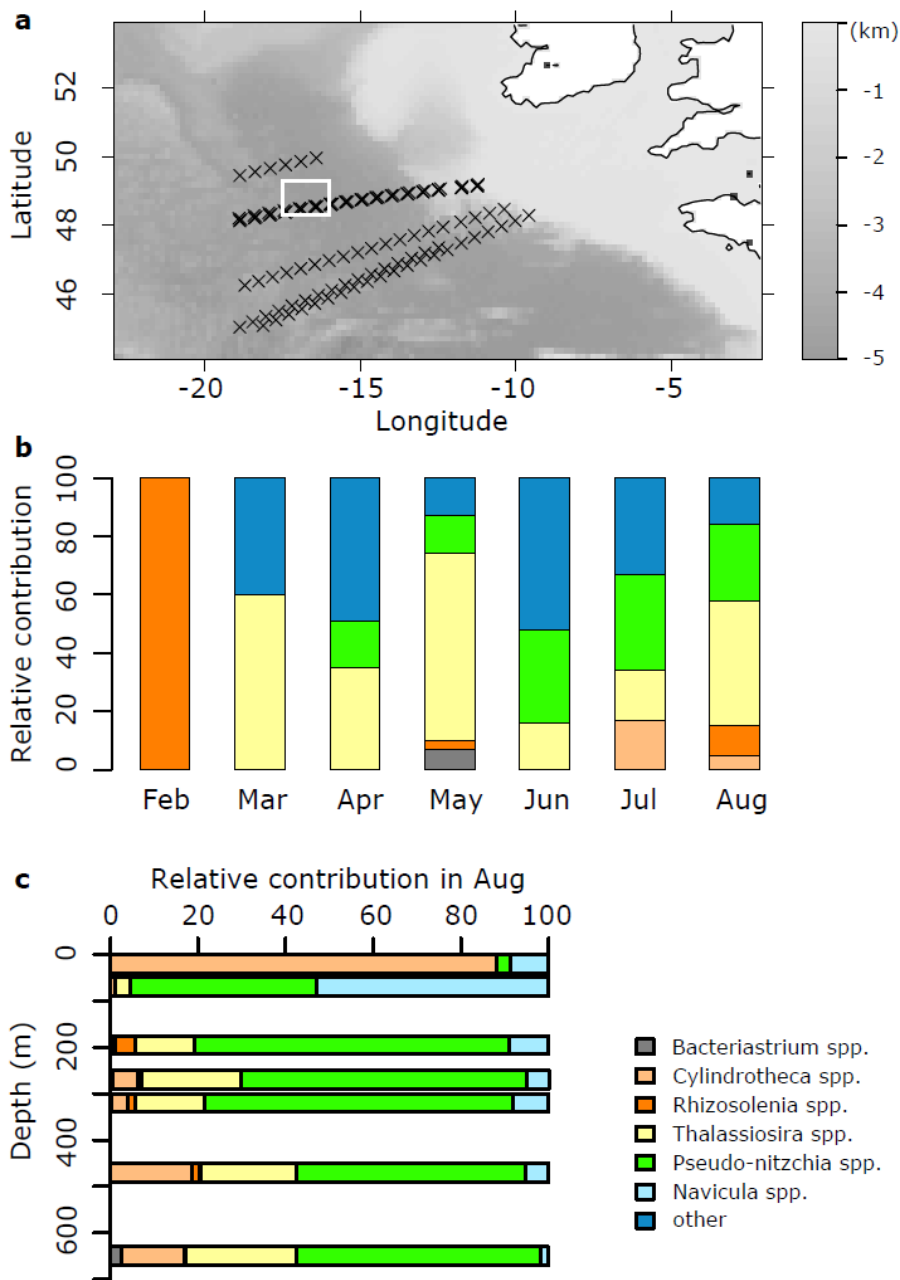 a
(km)
52
50
48
46
Latitude
-1
-2
-3
-4
-5
-20
-15
-10
-5
Longitude
b
Relative contribution
100
80
60
40
20
0
Feb
Mar
Apr
May
Jun
Jul
Aug
c
Relative contribution in Aug
0
20
40
60
80
100
Depth (m)
0
200
400
600
Bacteriastrium spp.
Cylindrotheca spp.
Rhizosolenia spp.
Thalassiosira spp.
Pseudo-nitzchia spp.
Navicula spp.
other